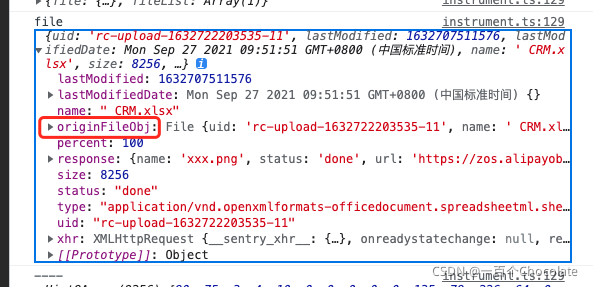 {file: {…}, fileList: Array(1)} instrument.ts:129
file instrument.ts:129
{uid: 'rc-upload-1632722203535-11', lastModified: 1632707511576, lastMod
ifiedDate: Mon Sep 27 2021 09:51:51 GMT+0800 (中国标准时间), name: ' CRM.x
lsx', size: 8256, …}
lastModified: 1632707511576
lastModifiedDate: Mon Sep 27 2021 09:51:51 GMT+0800 (中国标准时间) {}
name: " CRM.xlsx"
originFileObj: File {uid: 'rc-upload-1632722203535-11', name: ' CRM.xl…
percent: 100
response: {name: 'xxx.png', status: 'done', url: 'https://zos.alipayob…
size: 8256
status: "done"
type: "application/vnd.openxmlformats-officedocument.spreadsheetml.she…
uid: "rc-upload-1632722203535-11"
xhr: XMLHttpRequest {__sentry_xhr__: {…}, onreadystatechange: null, re…
[[Prototype]]: Object
CSDN @一百个Chocolate
---- instrument.ts:129